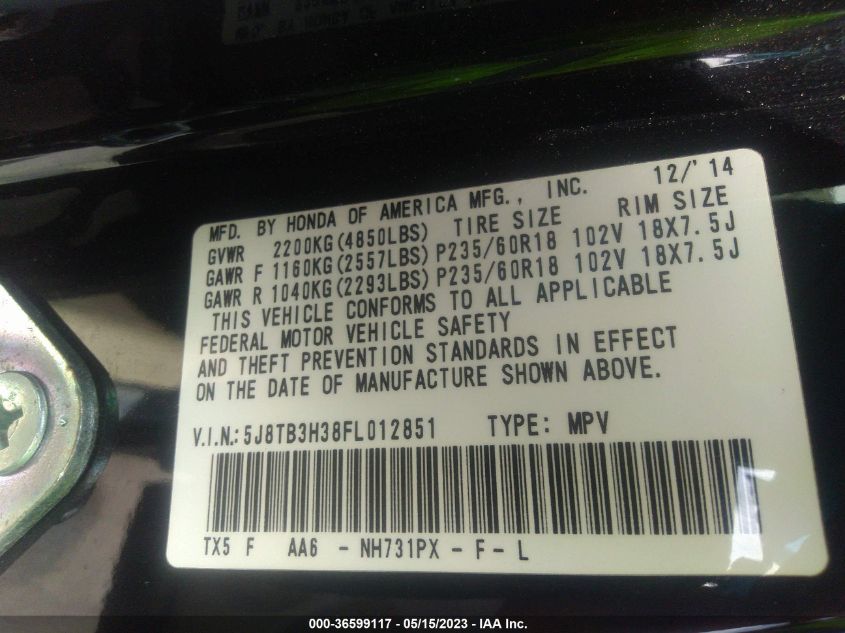 MFD. BY HONDA OF AMERICA MFG., INC. 12/'14
GVWR 2200KG(4850LBS) TIRE SIZE RIM SIZE
GAWR F 1160KG(2557LBS) P235/60R18 102V 18X7.5J
GAWR R 1040KG(2293LBS) P235/60R18 102V 18X7.5J
THIS VEHICLE CONFORMS TO ALL APPLICABLE
FEDERAL MOTOR VEHICLE SAFETY
AND THEFT PREVENTION STANDARDS IN EFFECT
ON THE DATE OF MANUFACTURE SHOWN ABOVE.
V.I.N.: 5J8TB3H38FL012851 TYPE: MPV
TX5 F AA6 - NH731PX - F - L
000-36599117 - 05/15/2023 - IAA Inc.